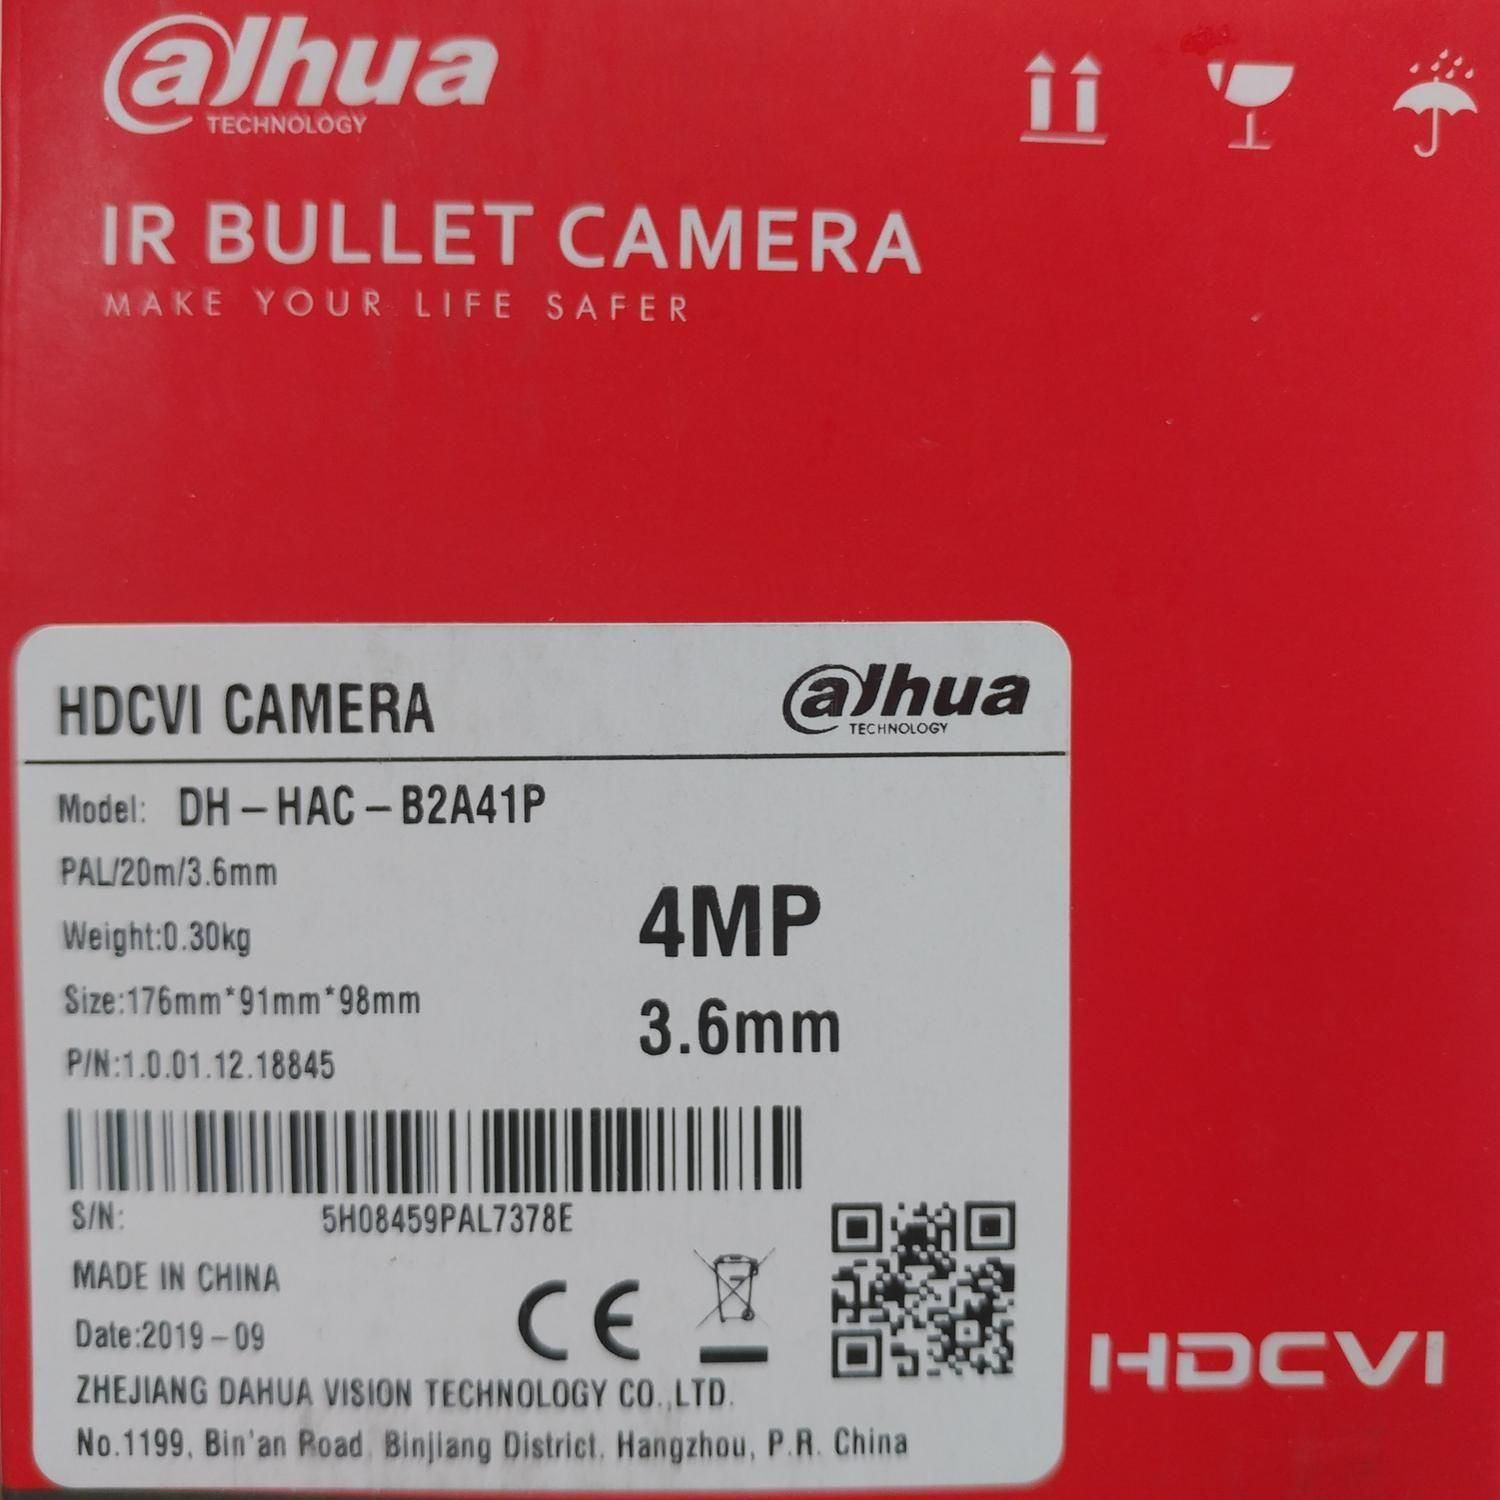 alhua
TECHNOLOGY
IR BULLET CAMERA
MAKE YOUR LIFE SAFER
HDCVI CAMERA
alhua
TECHNOLOGY
Model: DH-HAC-B2A41P
PAL/20m/3.6mm
Weight:0.30kg
Size:176mm*91mm*98mm
P/N:1.0.01.12.18845
4MP
3.6mm
S/N: 5H08459PAL7378E
MADE IN CHINA
Date:2019-09
CE
ZHEJIANG DAHUA VISION TECHNOLOGY CO.,LTD.
No.1199, Bin'an Road, Binjiang District, Hangzhou, P.R. China
HDCVI